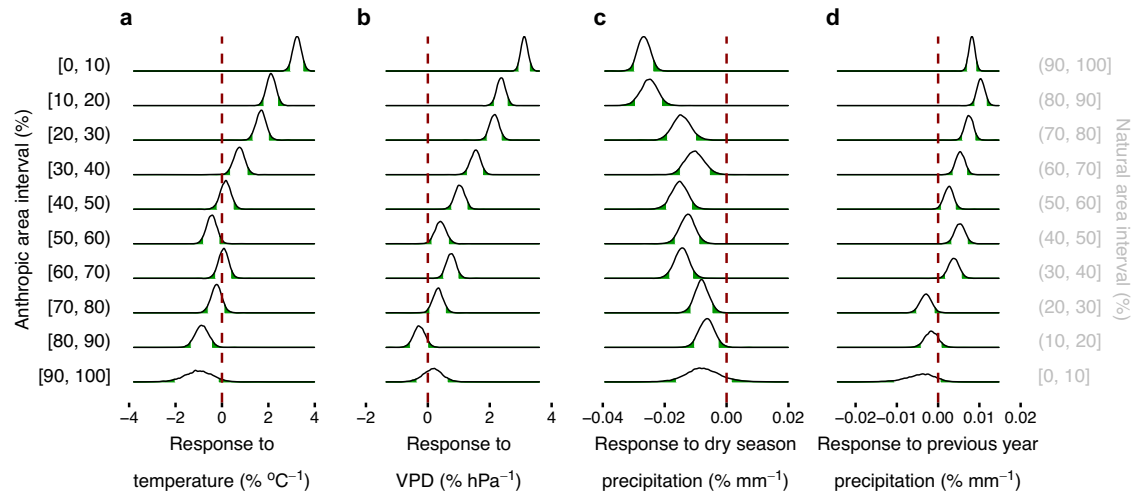 a b c d
Anthropic area interval (%)
[0, 10) (90, 100]
[10, 20) (80, 90]
[20, 30) (70, 80]
[30, 40) (60, 70]
[40, 50) (50, 60]
[50, 60) (40, 50]
[60, 70) (30, 40]
[70, 80) (20, 30]
[80, 90) (10, 20]
[90, 100] [0, 10]
Natural area interval (%)
−4 −2 0 2 4 0 2 4 −0.04 −0.02 0.00 0.02 −0.02 −0.01 0.00 0.01 0.02
Response to Response to Response to dry season Response to previous year
temperature (% °C⁻¹) VPD (% hPa⁻¹) precipitation (% mm⁻¹) precipitation (% mm⁻¹)